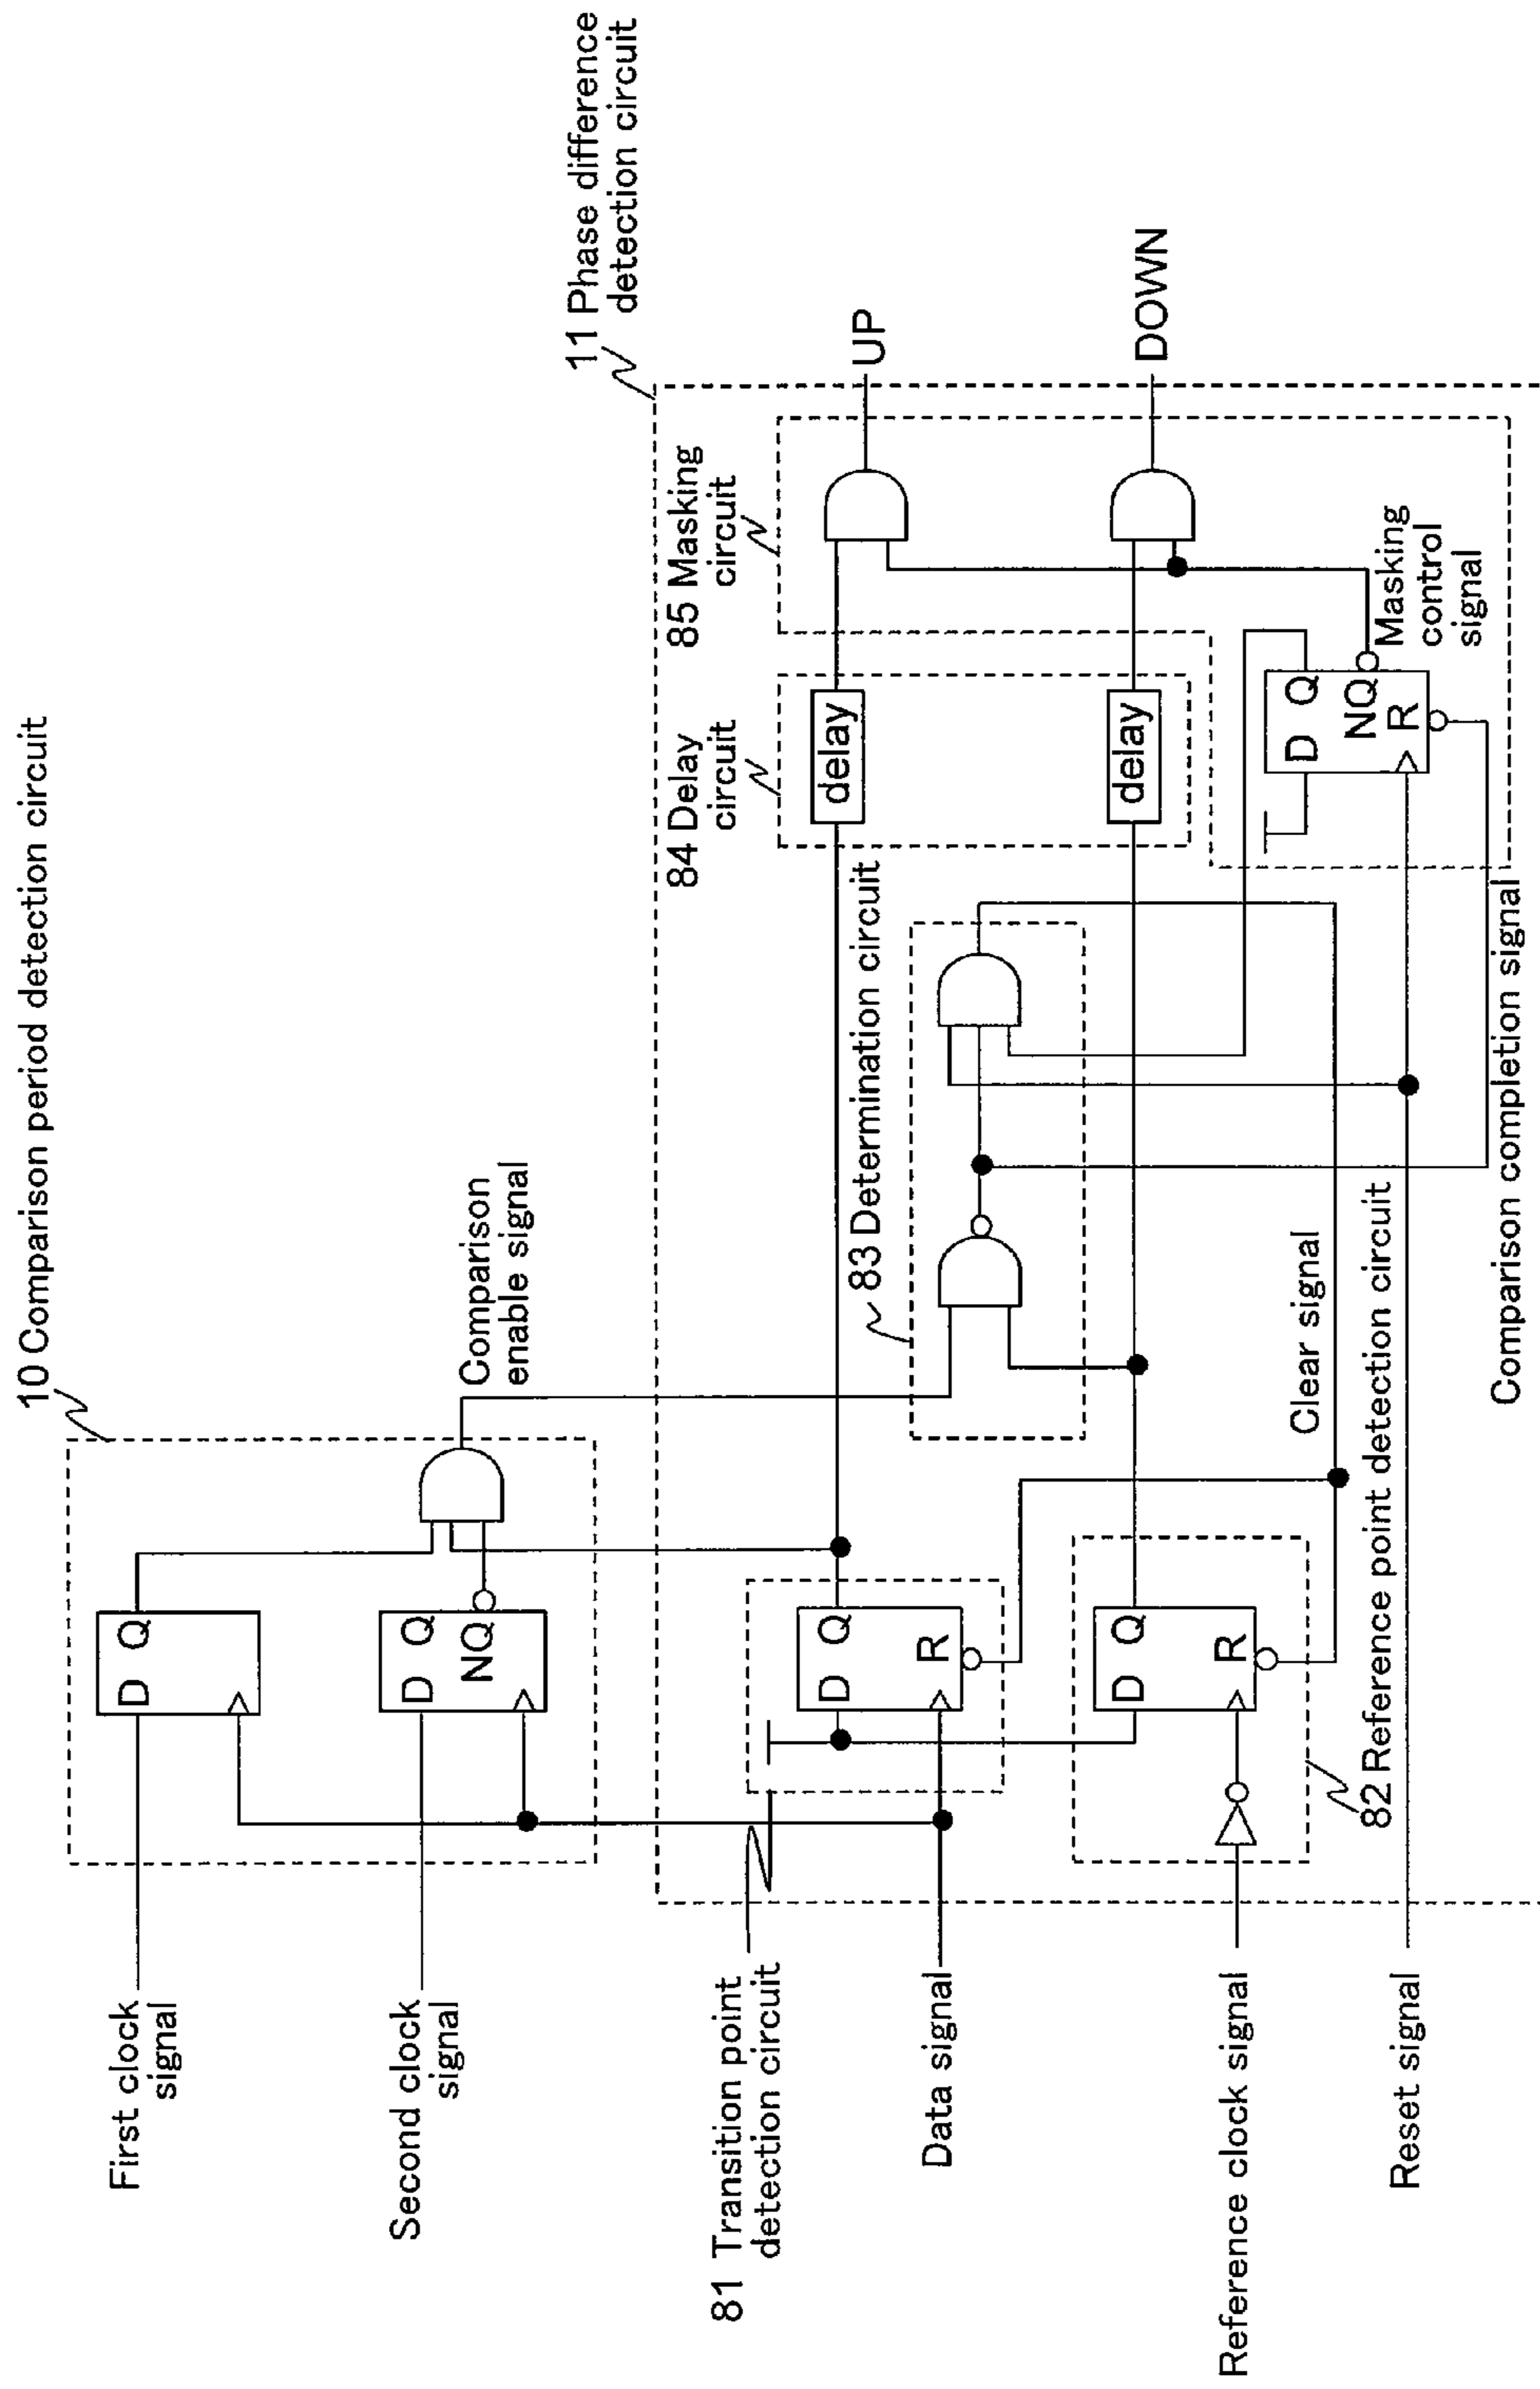 10 Comparison period detection circuit
First clock
signal
D Q
Second clock
signal
D Q
NQ
Comparison
enable signal
11 Phase difference
detection circuit
81 Transition point
detection circuit
D Q
R
Data signal
83 Determination circuit
84 Delay
circuit
delay
delay
85 Masking
circuit
UP
DOWN
D Q
R
Reference clock signal
82 Reference point detection circuit
Clear signal
D Q
NQ
R
Masking
control
signal
Reset signal
Comparison completion signal